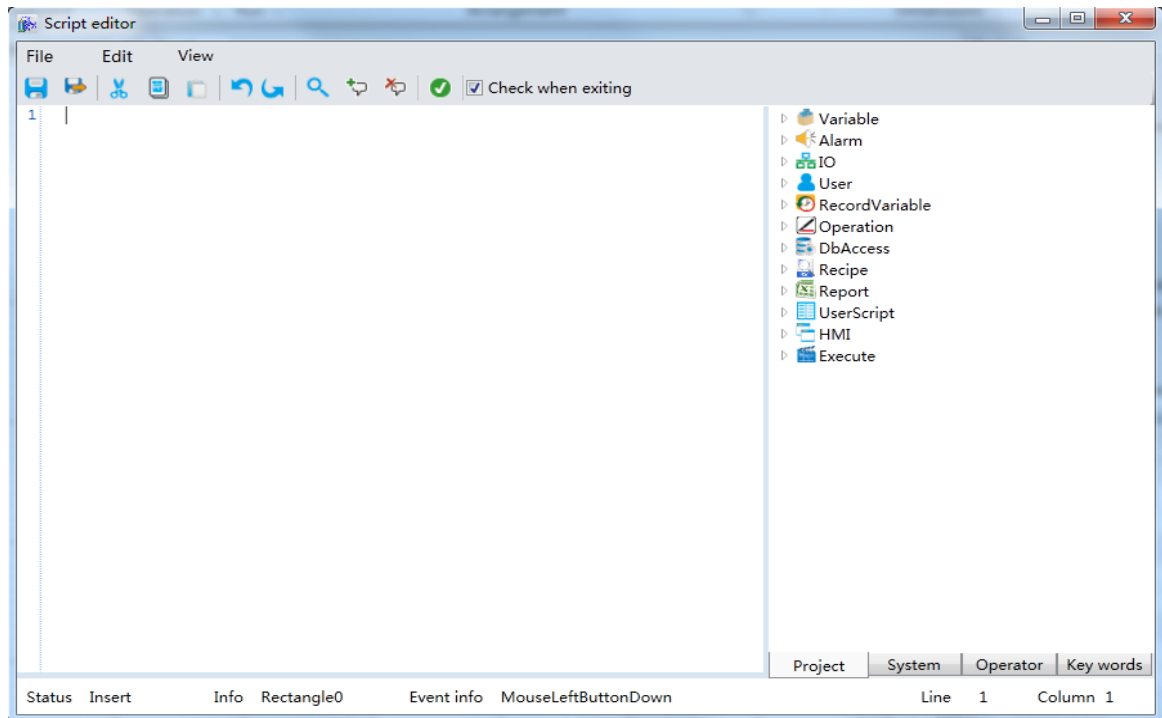 Script editor
File Edit View
Check when exiting
1
Variable
Alarm
IO
User
RecordVariable
Operation
DbAccess
Recipe
Report
UserScript
HMI
Execute
Project System Operator Key words
Status Insert Info Rectangle0 Event info MouseLeftButtonDown Line 1 Column 1